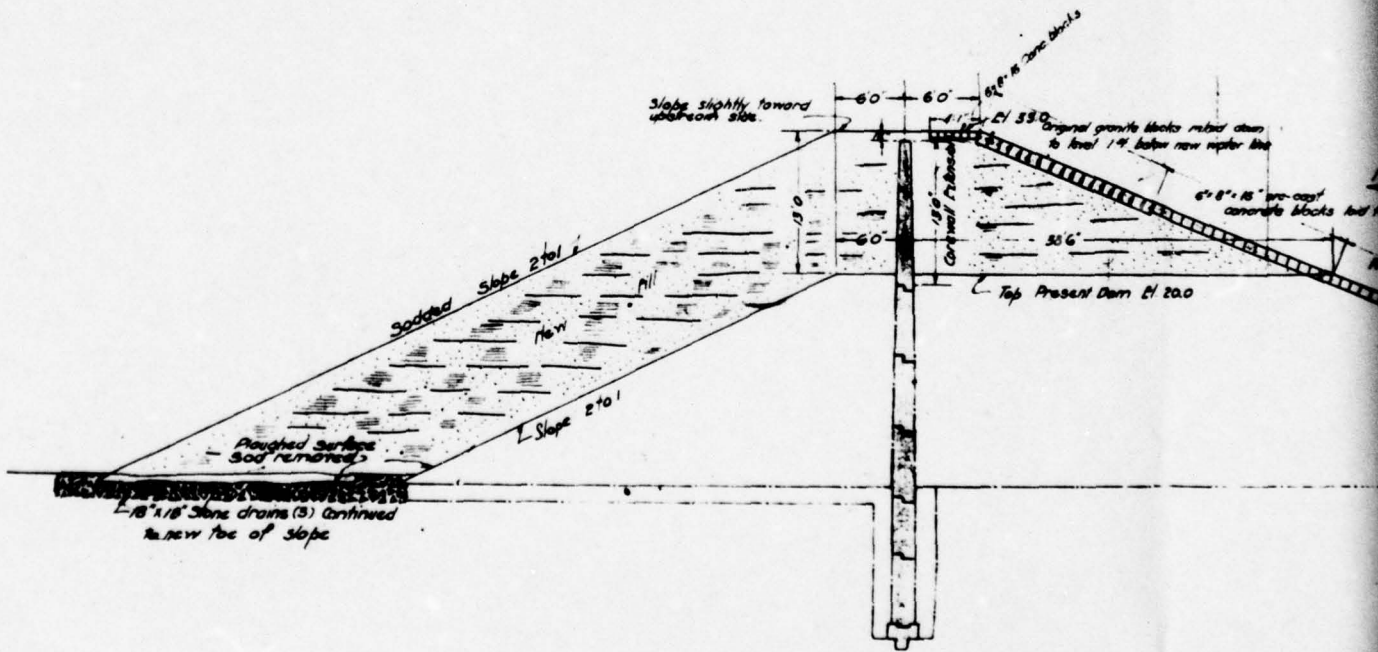 6'0"
6'0"
Slope slightly toward
upstream side.
4'1"
El 33.0
Original granite blocks relaid down
to level 1'± below new water line
6"x 8"x 16" pre-cast
concrete blocks laid
13'0
13'0"
Corewall Extension
6'0"
38'6"
Top Present Dam El. 20.0
Sodded Slope 2 to 1
New Fill
Slope 2 to 1
Ploughed surface
Sod removed
18"x18" Stone drains (3) Continued
to new toe of slope